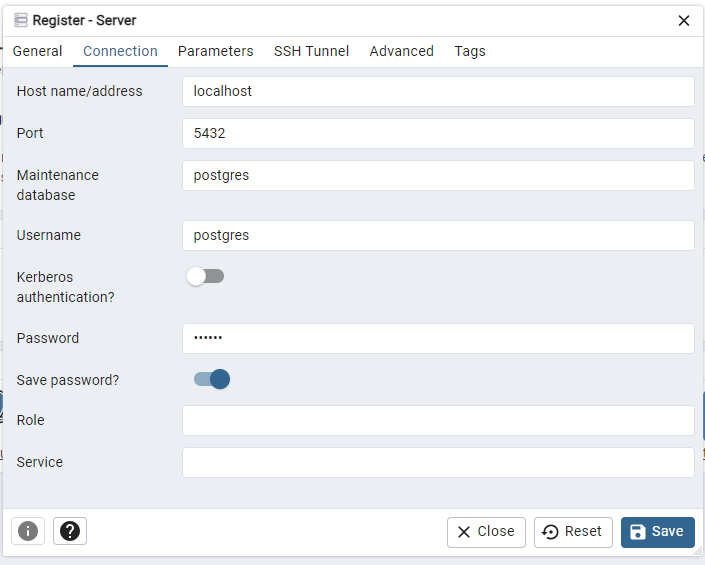 Register - Server
General Connection Parameters SSH Tunnel Advanced Tags
Host name/address localhost
Port 5432
Maintenance
database
postgres
Username postgres
Kerberos
authentication?
Password ••••••
Save password?
Role
Service
Close Reset Save